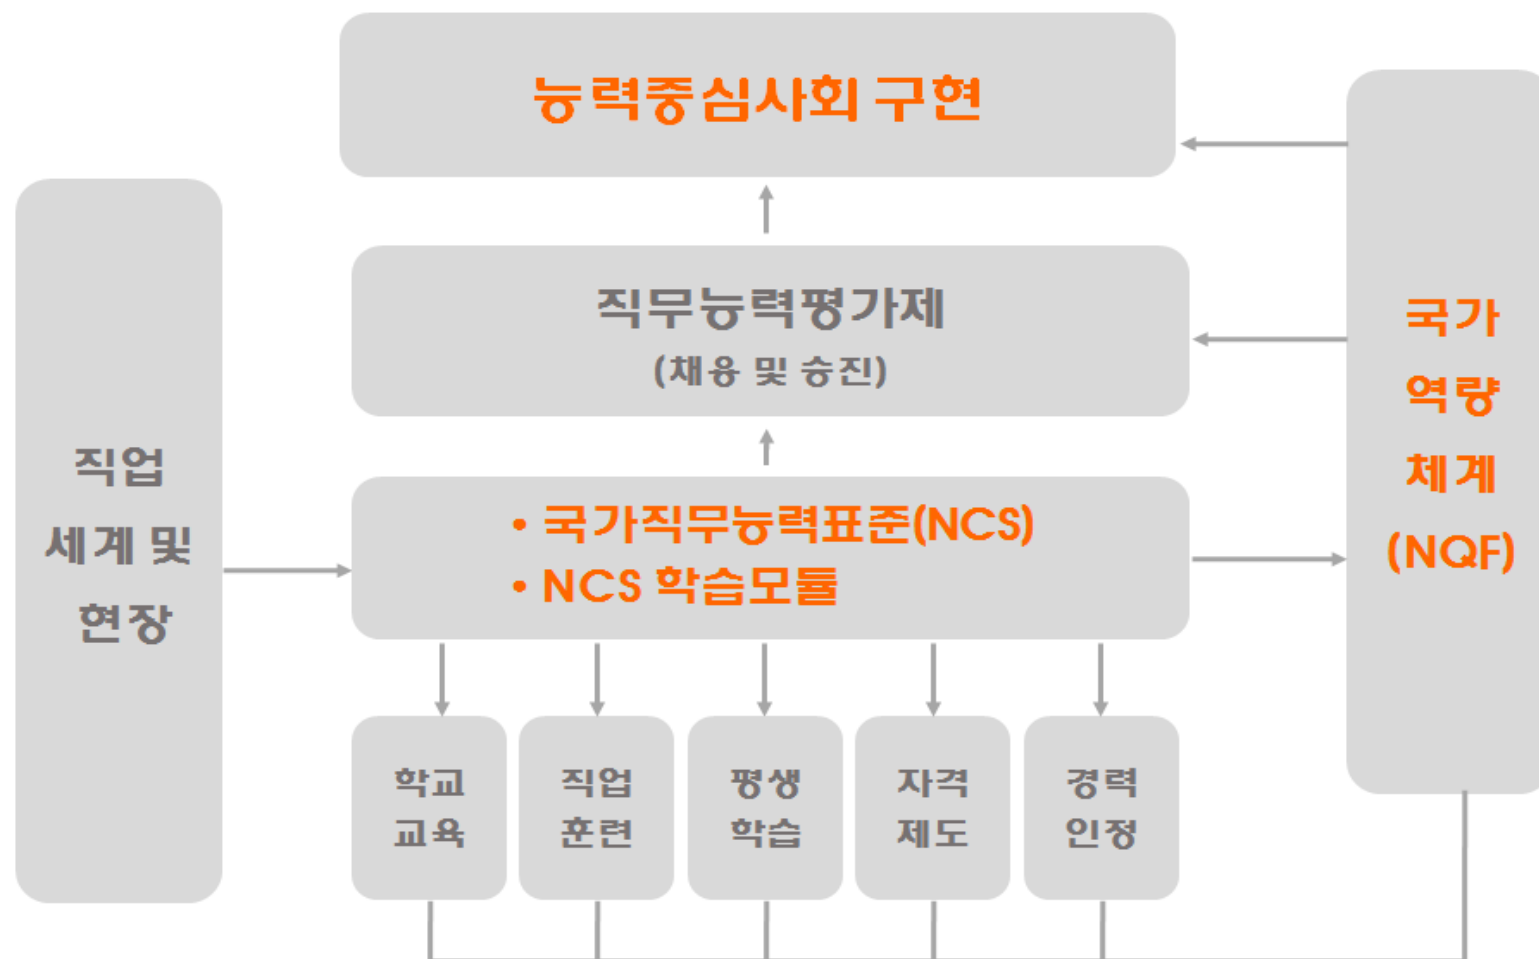 능력중심사회 구현
직무능력평가제
(채용 및 승진)
직업
세계 및
현장
• 국가직무능력표준(NCS)
• NCS 학습모듈
국가
역량
체계
(NQF)
학교
교육
직업
훈련
평생
학습
자격
제도
경력
인정